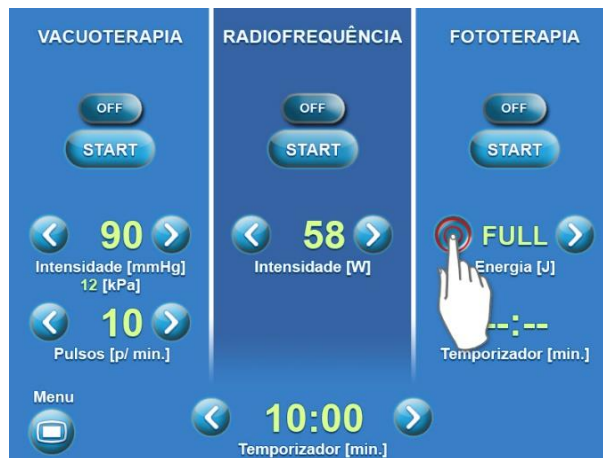 VACUOTERAPIA
OFF
START
90
Intensidade [mmHg]
12 [kPa]
10
Pulsos [p/ min.]
RADIOFREQUÊNCIA
OFF
START
58
Intensidade [W]
FOTOTERAPIA
OFF
START
FULL
Energia [J]
--:--
Temporizador [min.]
Menu
10:00
Temporizador [min.]